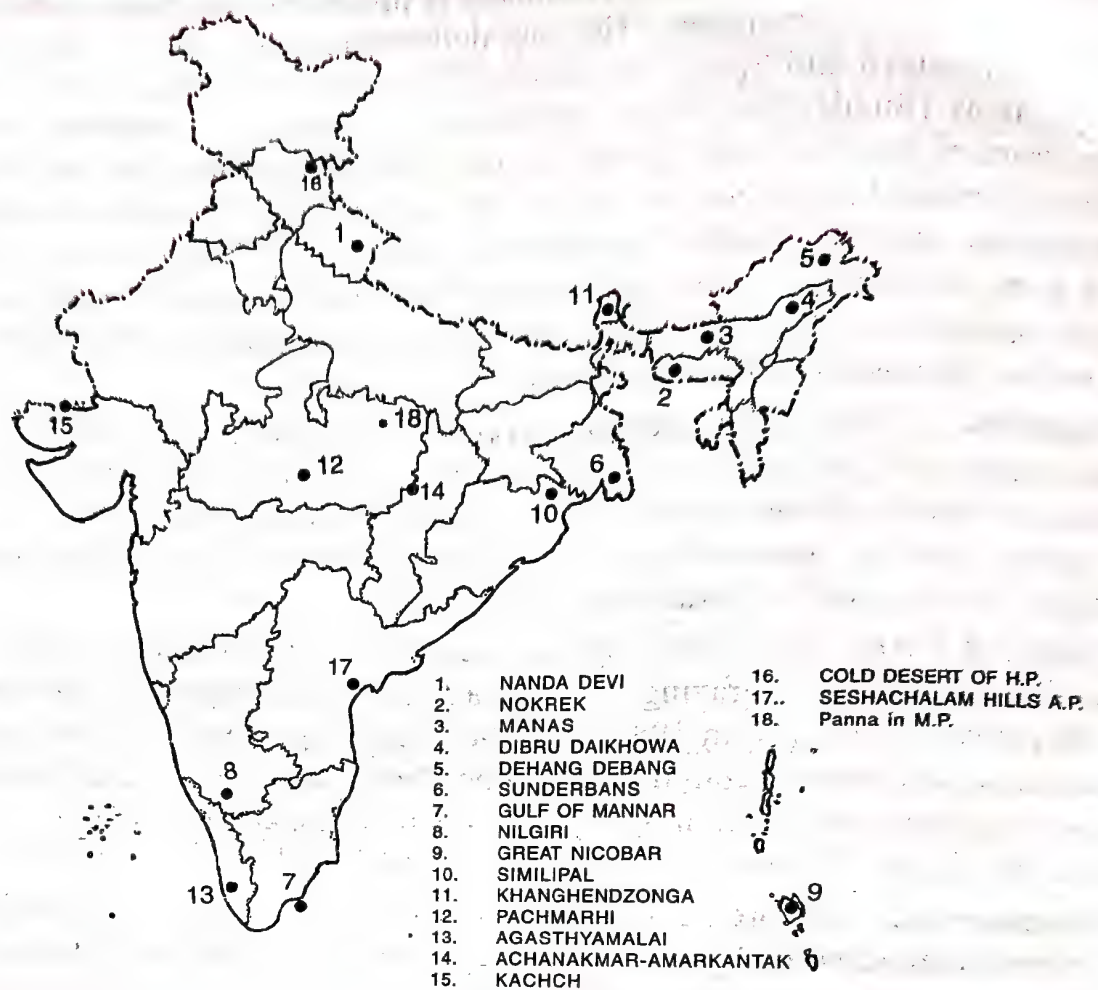 16
1
5
11
4
3
2
15
18
12
6
14
10
17
8
13
7
9
1. NANDA DEVI
2. NOKREK
3. MANAS
4. DIBRU DAIKHOWA
5. DEHANG DEBANG
6. SUNDERBANS
7. GULF OF MANNAR
8. NILGIRI
9. GREAT NICOBAR
10. SIMILIPAL
11. KHANGHENDZONGA
12. PACHMARHI
13. AGASTHYAMALAI
14. ACHANAKMAR-AMARKANTAK
15. KACHCH
16. COLD DESERT OF H.P.
17.. SESHACHALAM HILLS A.P.
18. Panna in M.P.